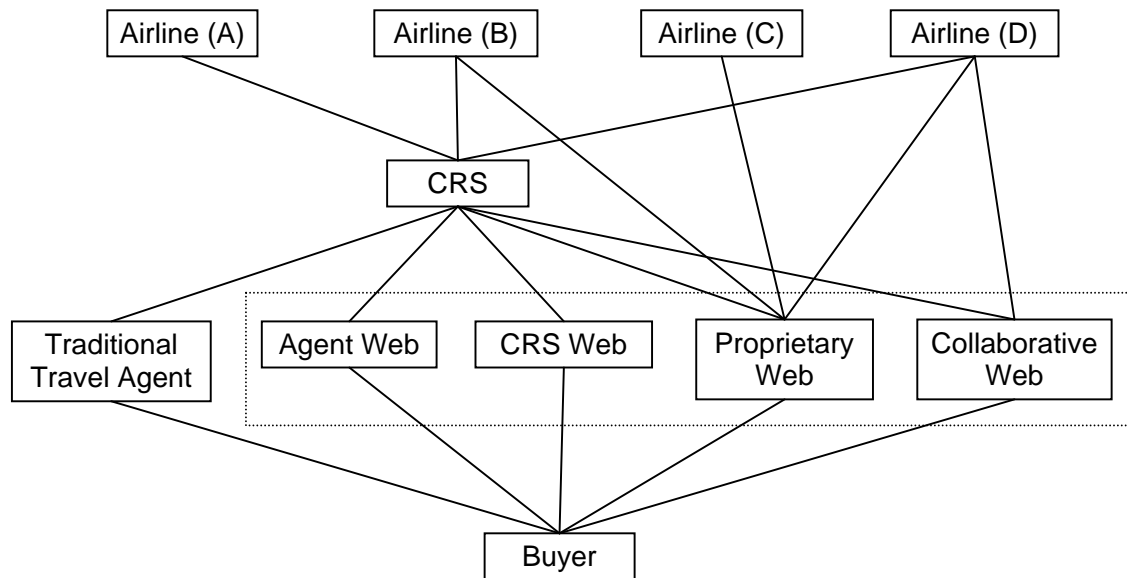 Airline (A)
Airline (B)
Airline (C)
Airline (D)
CRS
Traditional
Travel Agent
Agent Web
CRS Web
Proprietary
Web
Collaborative
Web
Buyer